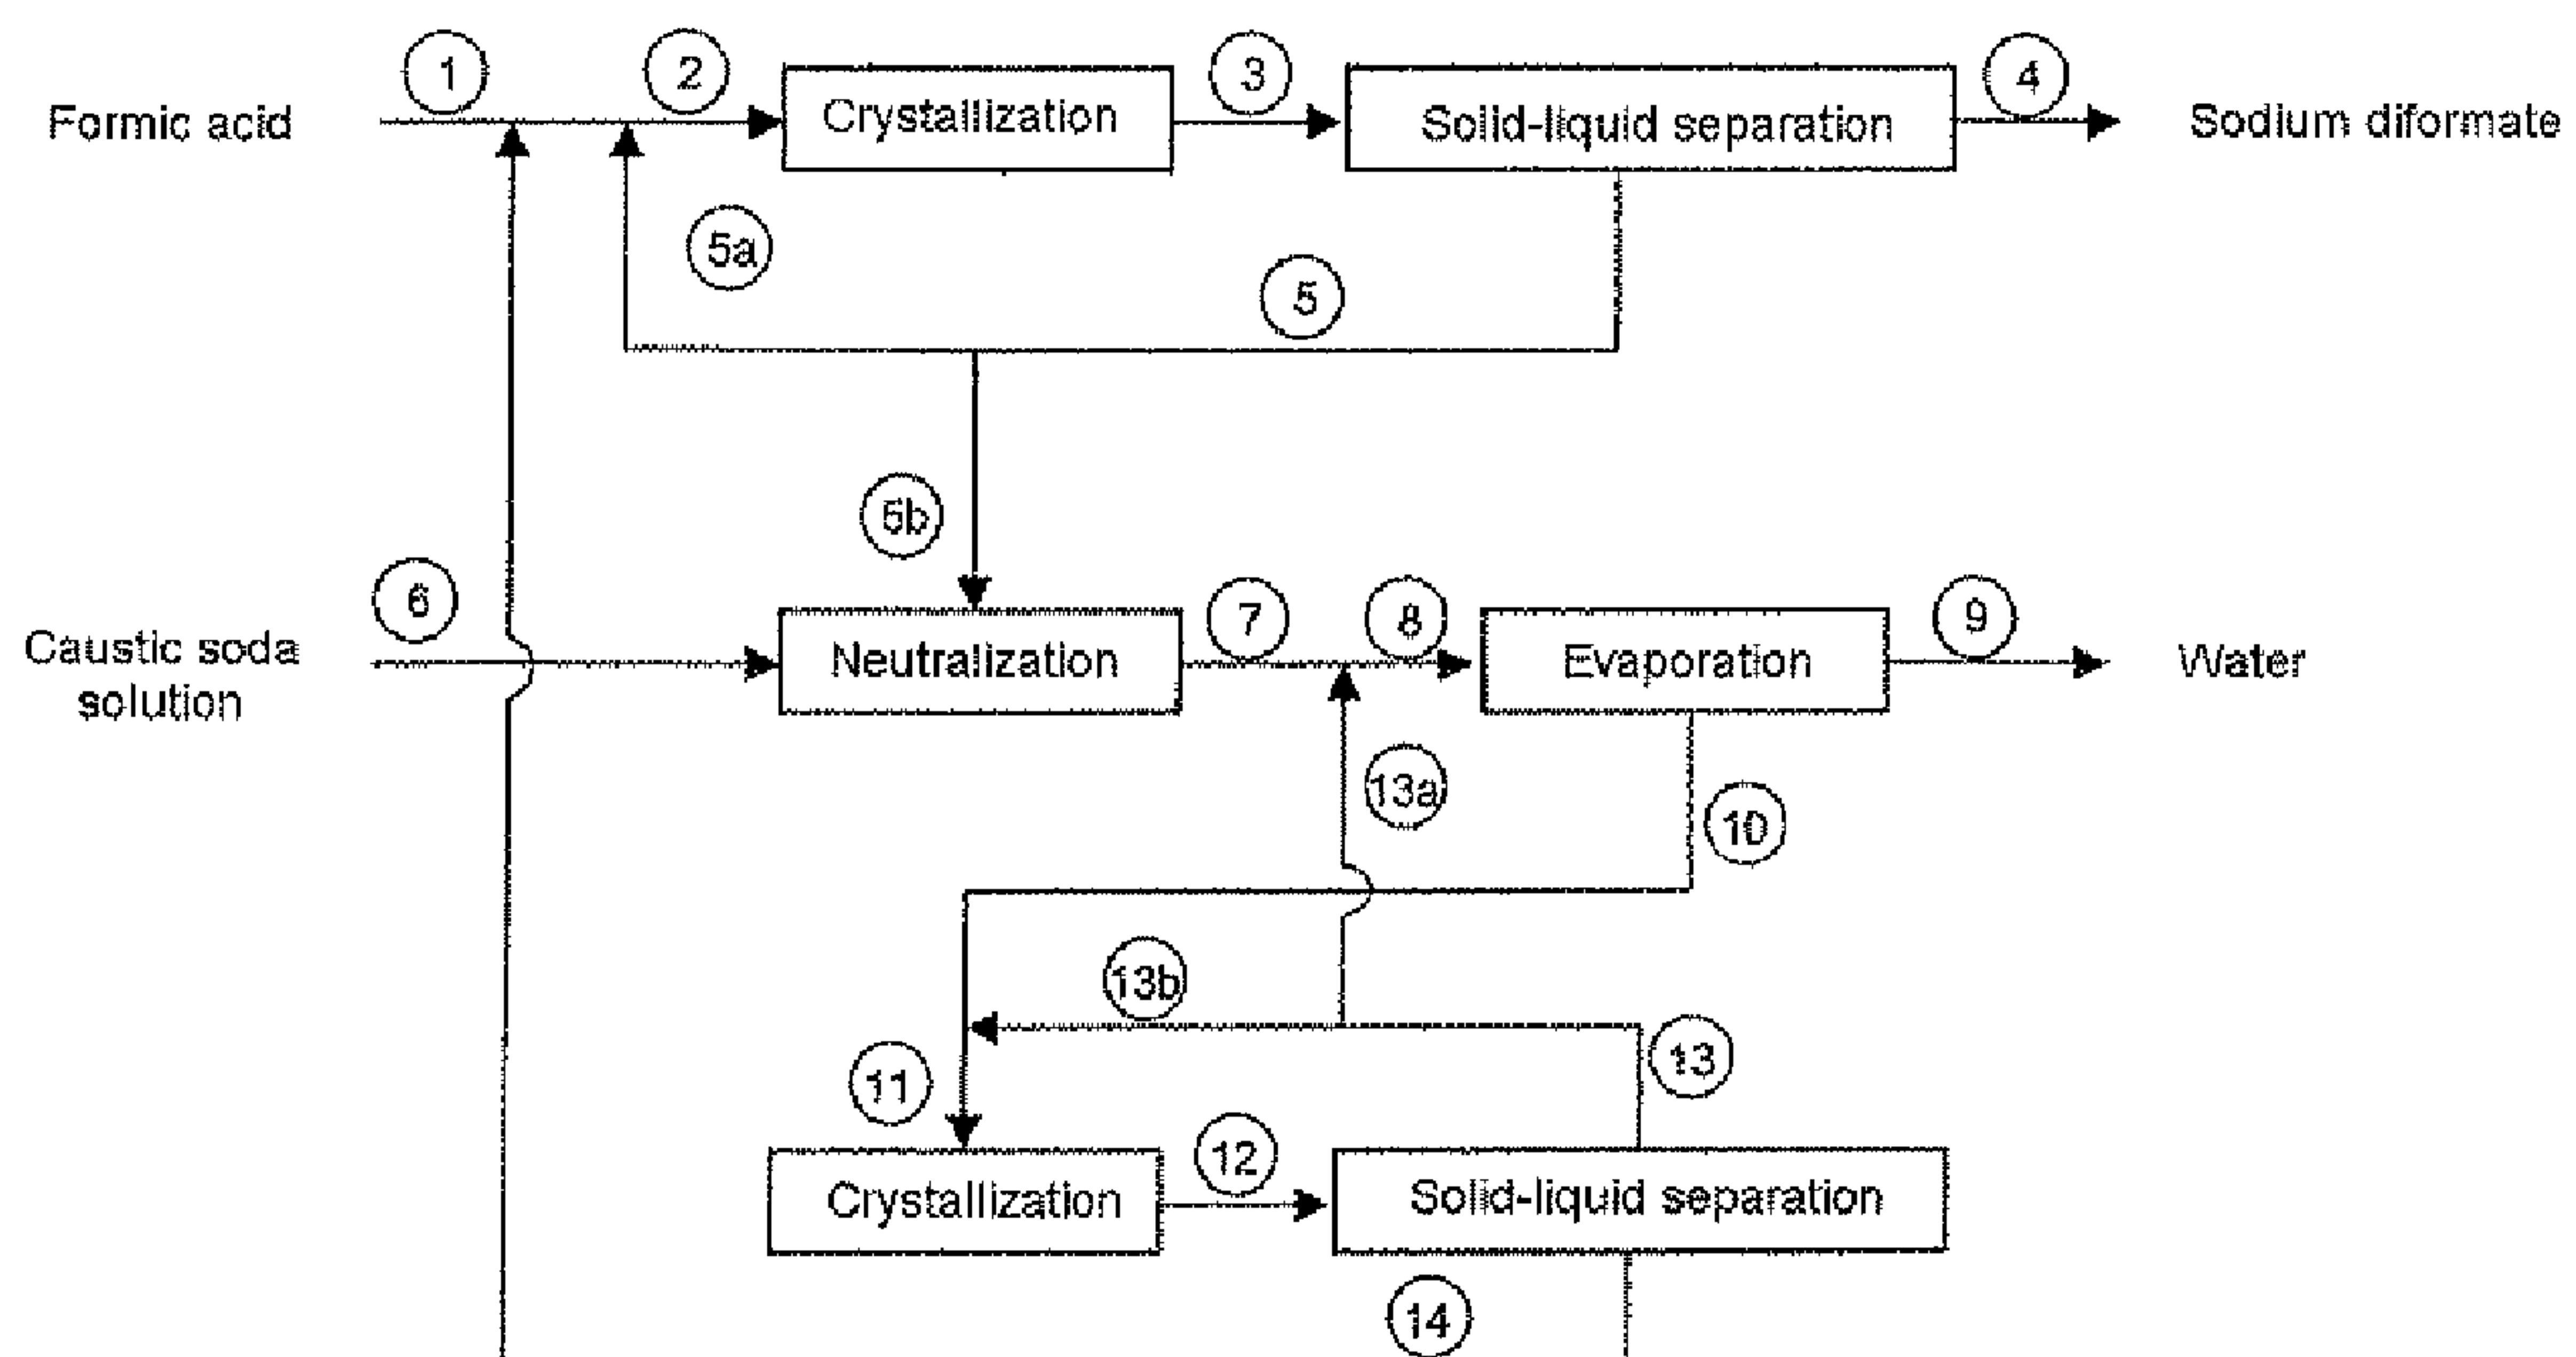 1
2
3
4
Formic acid
Crystallization
Solid-liquid separation
Sodium diformate
5a
5
5b
6
7
8
9
Caustic soda
solution
Neutralization
Evaporation
Water
13a
10
13b
11
13
12
Crystallization
Solid-liquid separation
14